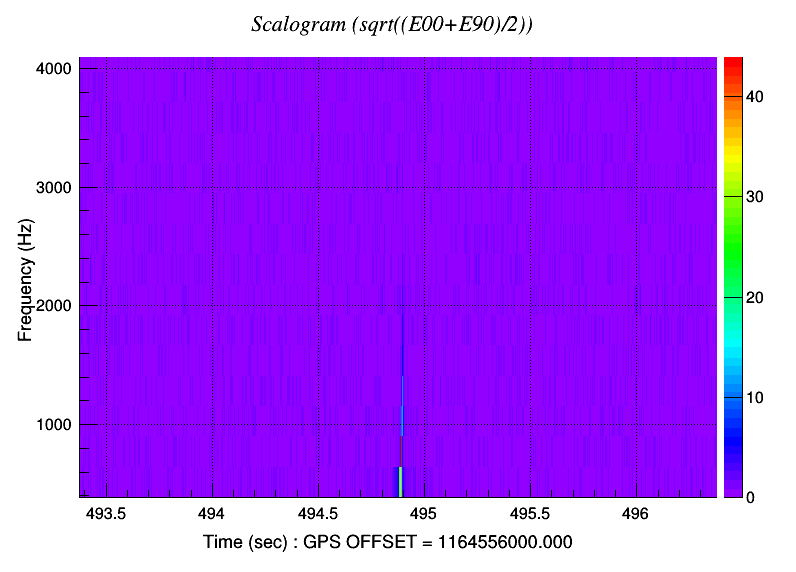 Scalogram (sqrt((E00+E90)/2))
4000
3000
2000
1000
Frequency (Hz)
40
30
20
10
0
493.5 494 494.5 495 495.5 496
Time (sec) : GPS OFFSET = 1164556000.000